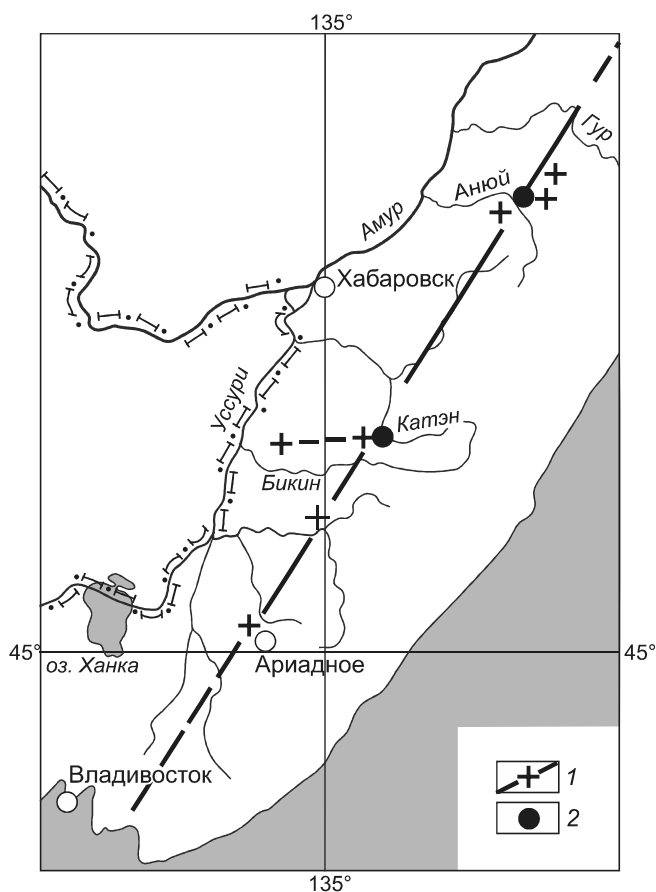 135°
Гур
Анюй
Амур
Хабаровск
Уссури
Катэн
Бикин
45°
45°
оз. Ханка
Ариадное
Владивосток
1
2
135°